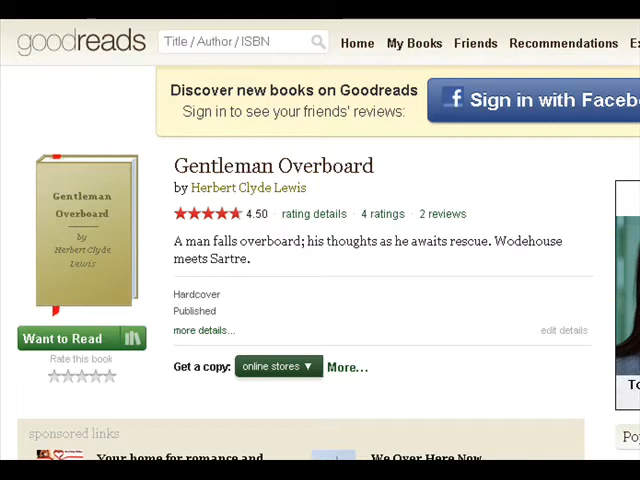 goodreads
Title / Author / ISBN
Home My Books Friends Recommendations
Discover new books on Goodreads
Sign in to see your friends' reviews:
f Sign in with Faceb
Gentleman Overboard
by Herbert Clyde Lewis
4.50 rating details · 4 ratings · 2 reviews
A man falls overboard; his thoughts as he awaits rescue. Wodehouse
meets Sartre.
Hardcover
Published
more details...
edit details
Get a copy: online stores ▼ More...
Gentleman
Overboard
by
Herbert Clyde
Lewis
Want to Read
Rate this book
sponsored links
Your home for romance and
We Over Here Now
To
Po